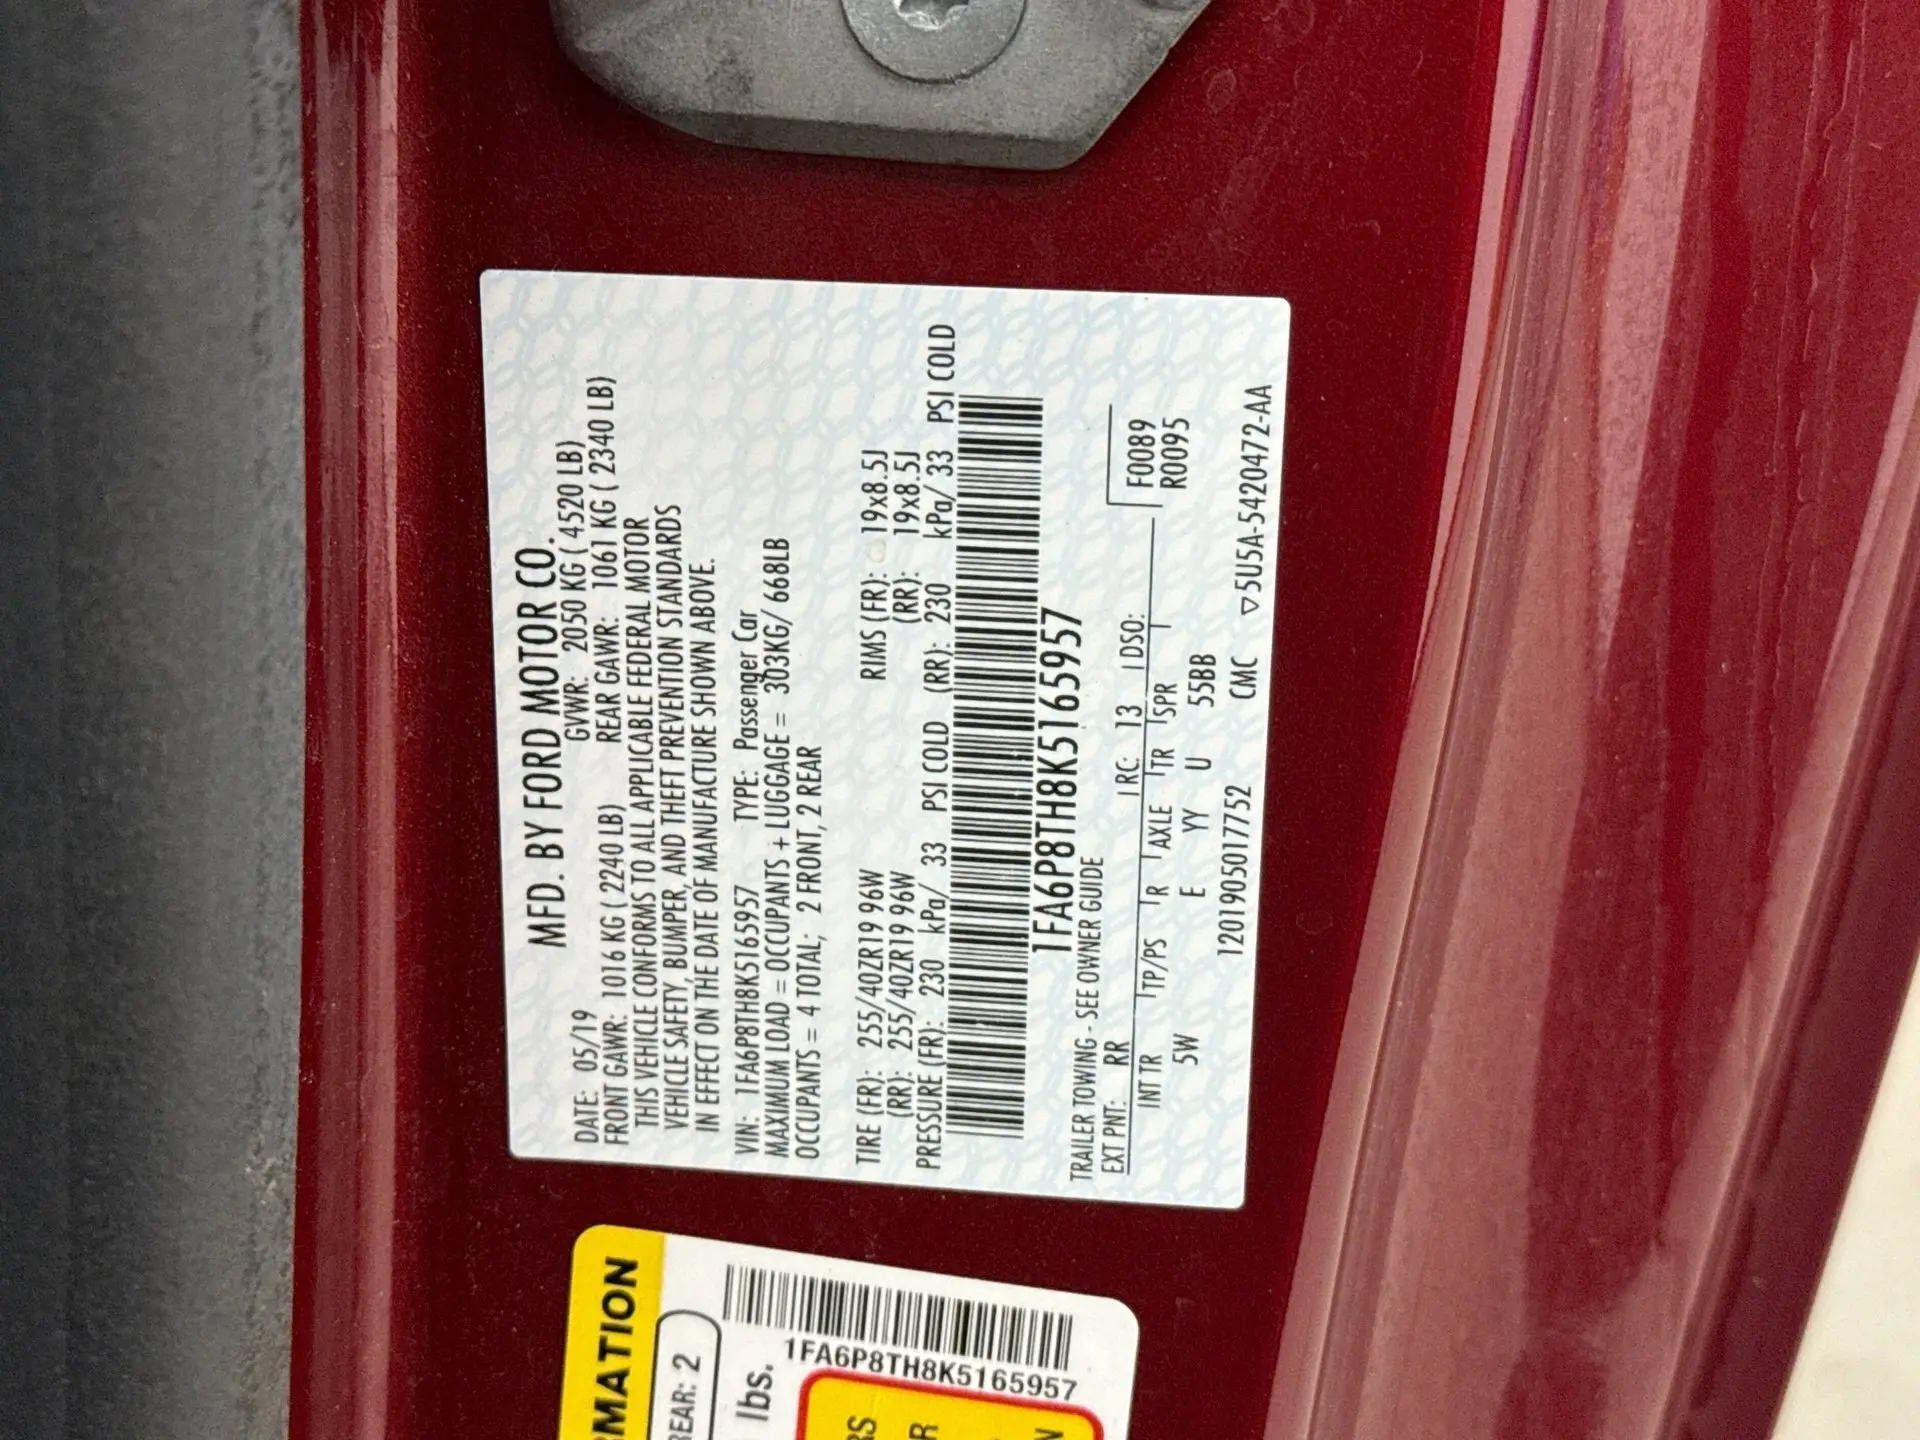 MFD. BY FORD MOTOR CO.
DATE: 05/19 GVWR: 2050 KG ( 4520 LB)
FRONT GAWR: 1016 KG ( 2240 LB) REAR GAWR: 1061 KG ( 2340 LB)
THIS VEHICLE CONFORMS TO ALL APPLICABLE FEDERAL MOTOR
VEHICLE SAFETY, BUMPER, AND THEFT PREVENTION STANDARDS
IN EFFECT ON THE DATE OF MANUFACTURE SHOWN ABOVE.
VIN: 1FA6P8TH8K5165957 TYPE: Passenger Car
MAXIMUM LOAD = OCCUPANTS + LUGGAGE = 303KG/ 668LB
OCCUPANTS = 4 TOTAL; 2 FRONT, 2 REAR
TIRE (FR): 255/40ZR19 96W RIMS (FR): 19x8.5J
(RR): 255/40ZR19 96W (RR): 19x8.5J
PRESSURE (FR): 230 kPa/ 33 PSI COLD (RR): 230 kPa/ 33 PSI COLD
1FA6P8TH8K5165957
TRAILER TOWING - SEE OWNER GUIDE
EXT PNT: RR RC: 13 DSO: F0089
INT TR TP/PS R AXLE TR SPR R0095
5W E YY U 55BB
1201905017752 CMC ▽5U5A-5420472-AA
RMATION
REAR: 2
lbs.
1FA6P8TH8K5165957
RS
R
N